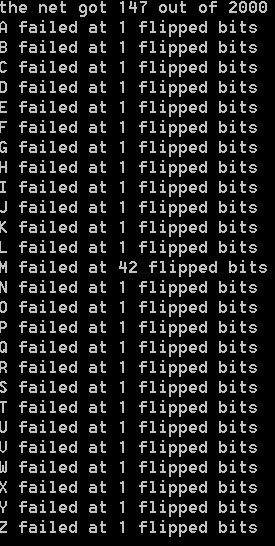 the net got 147 out of 2000
A failed at 1 flipped bits
B failed at 1 flipped bits
C failed at 1 flipped bits
D failed at 1 flipped bits
E failed at 1 flipped bits
F failed at 1 flipped bits
G failed at 1 flipped bits
H failed at 1 flipped bits
I failed at 1 flipped bits
J failed at 1 flipped bits
K failed at 1 flipped bits
L failed at 1 flipped bits
M failed at 42 flipped bits
N failed at 1 flipped bits
O failed at 1 flipped bits
P failed at 1 flipped bits
Q failed at 1 flipped bits
R failed at 1 flipped bits
S failed at 1 flipped bits
T failed at 1 flipped bits
U failed at 1 flipped bits
V failed at 1 flipped bits
W failed at 1 flipped bits
X failed at 1 flipped bits
Y failed at 1 flipped bits
Z failed at 1 flipped bits